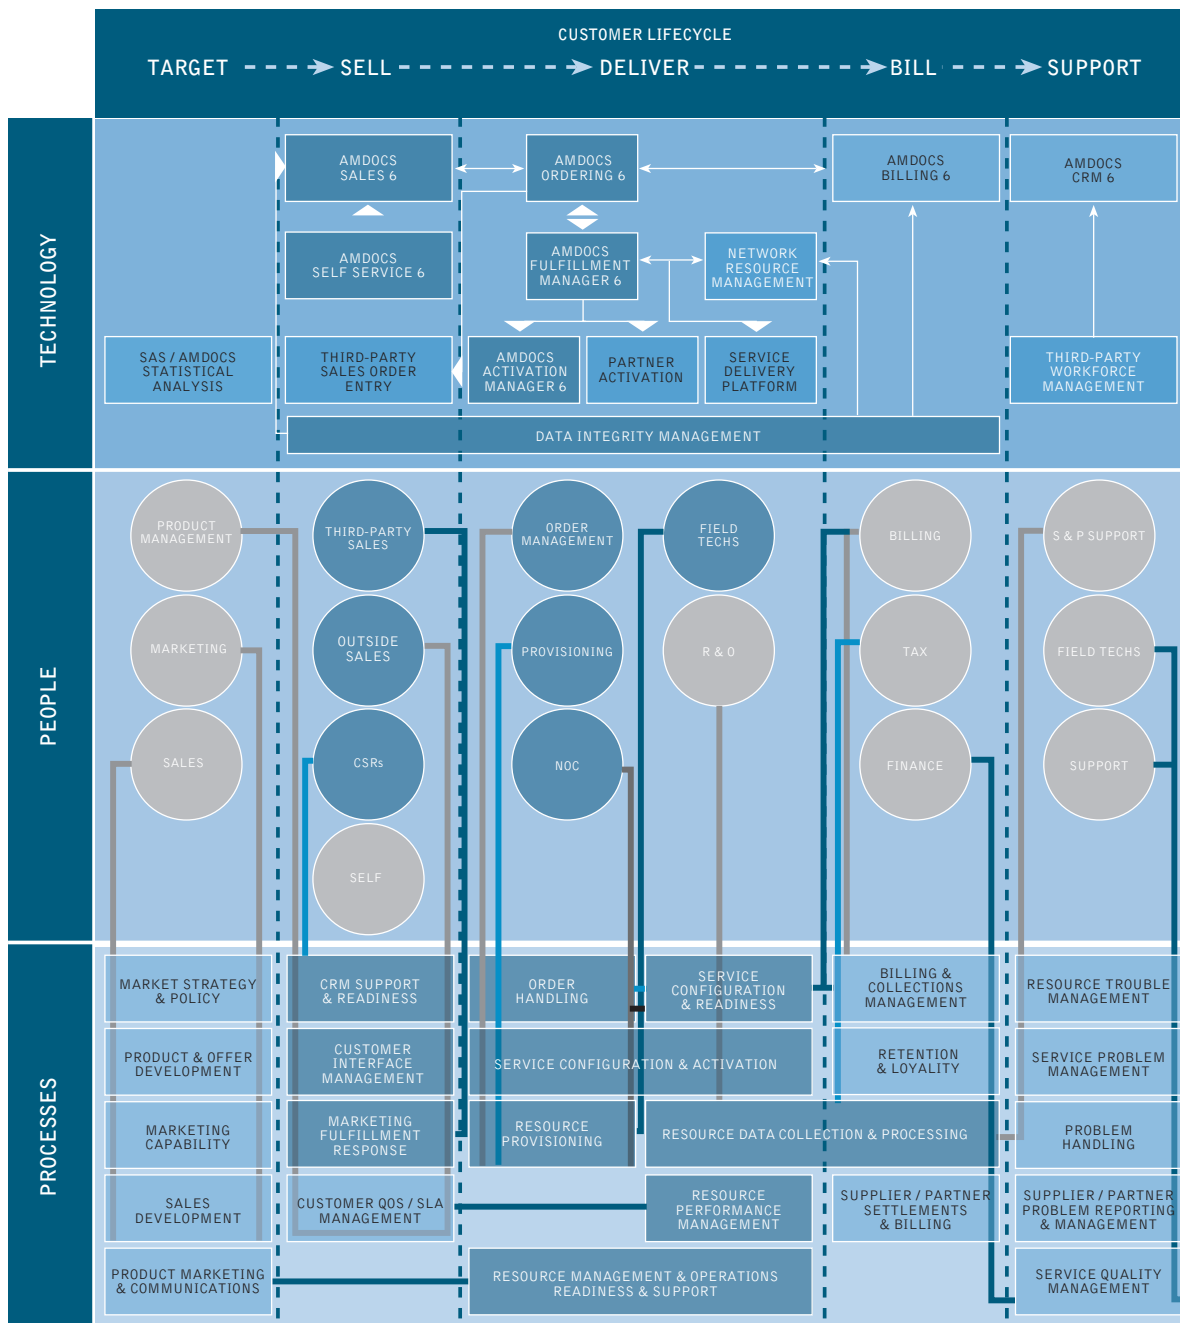 CUSTOMER LIFECYCLE
TARGET
SELL
DELIVER
BILL
SUPPORT
TECHNOLOGY
AMDOCS
SALES 6
AMDOCS
ORDERING 6
AMDOCS
BILLING 6
AMDOCS
CRM 6
AMDOCS
SELF SERVICE 6
AMDOCS
FULFILLMENT
MANAGER 6
NETWORK
RESOURCE
MANAGEMENT
SAS / AMDOCS
STATISTICAL
ANALYSIS
THIRD-PARTY
SALES ORDER
ENTRY
AMDOCS
ACTIVATION
MANAGER 6
PARTNER
ACTIVATION
SERVICE
DELIVERY
PLATFORM
THIRD-PARTY
WORKFORCE
MANAGEMENT
DATA INTEGRITY MANAGEMENT
PEOPLE
PRODUCT
MANAGEMENT
THIRD-PARTY
SALES
ORDER
MANAGEMENT
FIELD
TECHS
BILLING
S & P SUPPORT
MARKETING
OUTSIDE
SALES
PROVISIONING
R & O
TAX
FIELD TECHS
SALES
CSRs
NOC
FINANCE
SUPPORT
SELF
PROCESSES
MARKET STRATEGY
& POLICY
CRM SUPPORT
& READINESS
ORDER
HANDLING
SERVICE
CONFIGURATION
& READINESS
BILLING &
COLLECTIONS
MANAGEMENT
RESOURCE TROUBLE
MANAGEMENT
PRODUCT & OFFER
DEVELOPMENT
CUSTOMER
INTERFACE
MANAGEMENT
SERVICE CONFIGURATION & ACTIVATION
RETENTION
& LOYALITY
SERVICE PROBLEM
MANAGEMENT
MARKETING
CAPABILITY
MARKETING
FULFILLMENT
RESPONSE
RESOURCE
PROVISIONING
RESOURCE DATA COLLECTION & PROCESSING
PROBLEM
HANDLING
SALES
DEVELOPMENT
CUSTOMER QOS / SLA
MANAGEMENT
RESOURCE
PERFORMANCE
MANAGEMENT
SUPPLIER / PARTNER
SETTLEMENTS
& BILLING
SUPPLIER / PARTNER
PROBLEM REPORTING
& MANAGEMENT
PRODUCT MARKETING
& COMMUNICATIONS
RESOURCE MANAGEMENT & OPERATIONS
READINESS & SUPPORT
SERVICE QUALITY
MANAGEMENT